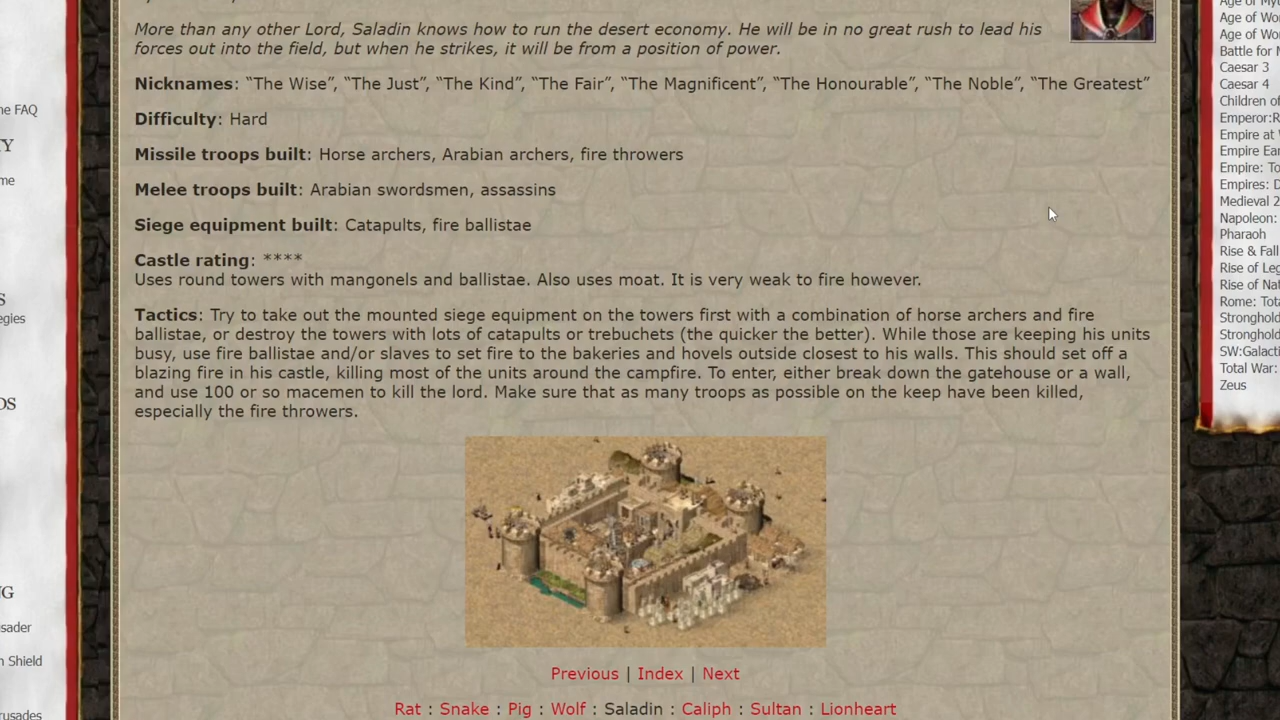 More than any other Lord, Saladin knows how to run the desert economy. He will be in no great rush to lead his
forces out into the field, but when he strikes, it will be from a position of power.
Nicknames: “The Wise”, “The Just”, “The Kind”, “The Fair”, “The Magnificent”, “The Honourable”, “The Noble”, “The Greatest”
Difficulty: Hard
Missile troops built: Horse archers, Arabian archers, fire throwers
Melee troops built: Arabian swordsmen, assassins
Siege equipment built: Catapults, fire ballistae
Castle rating: ****
Uses round towers with mangonels and ballistae. Also uses moat. It is very weak to fire however.
Tactics: Try to take out the mounted siege equipment on the towers first with a combination of horse archers and fire
ballistae, or destroy the towers with lots of catapults or trebuchets (the quicker the better). While those are keeping his units
busy, use fire ballistae and/or slaves to set fire to the bakeries and hovels outside closest to his walls. This should set off a
blazing fire in his castle, killing most of the units around the campfire. To enter, either break down the gatehouse or a wall,
and use 100 or so macemen to kill the lord. Make sure that as many troops as possible on the keep have been killed,
especially the fire throwers.
Previous | Index | Next
Rat : Snake : Pig : Wolf : Saladin : Caliph : Sultan : Lionheart
ne FAQ
Y
me
S
egies
DS
NG
usader
n Shield
rusades
Age of My
Age of Wo
Age of Wo
Battle for M
Caesar 3
Caesar 4
Children of
Emperor:R
Empire at
Empire Ear
Empire: To
Empires: D
Medieval 2
Napoleon:
Pharaoh
Rise & Fall
Rise of Leg
Rise of Nat
Rome: Tota
Stronghold
Stronghold
SW:Galacti
Total War:
Zeus